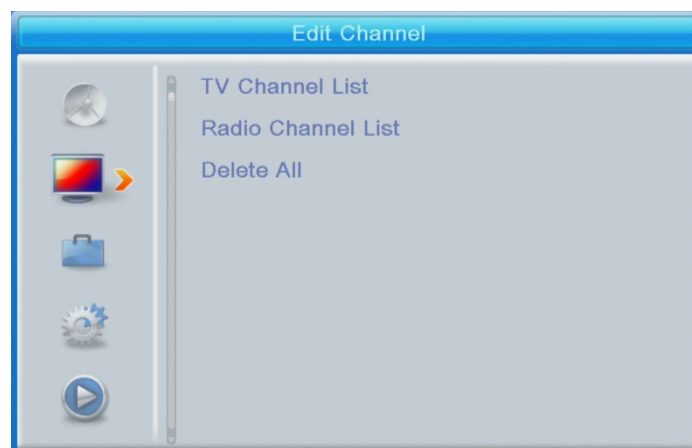 Edit Channel
TV Channel List
Radio Channel List
Delete All